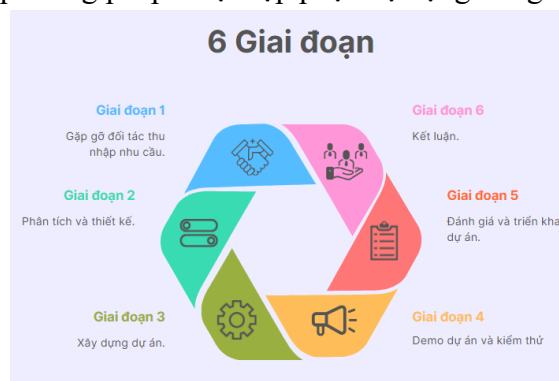 6 Giai đoạn
Giai đoạn 1
Gặp gỡ đối tác thu
nhập nhu cầu.
Giai đoạn 2
Phân tích và thiết kế.
Giai đoạn 3
Xây dựng dự án.
Giai đoạn 6
Kết luận.
Giai đoạn 5
Đánh giá và triển kha
dự án.
Giai đoạn 4
Demo dự án và kiểm thử